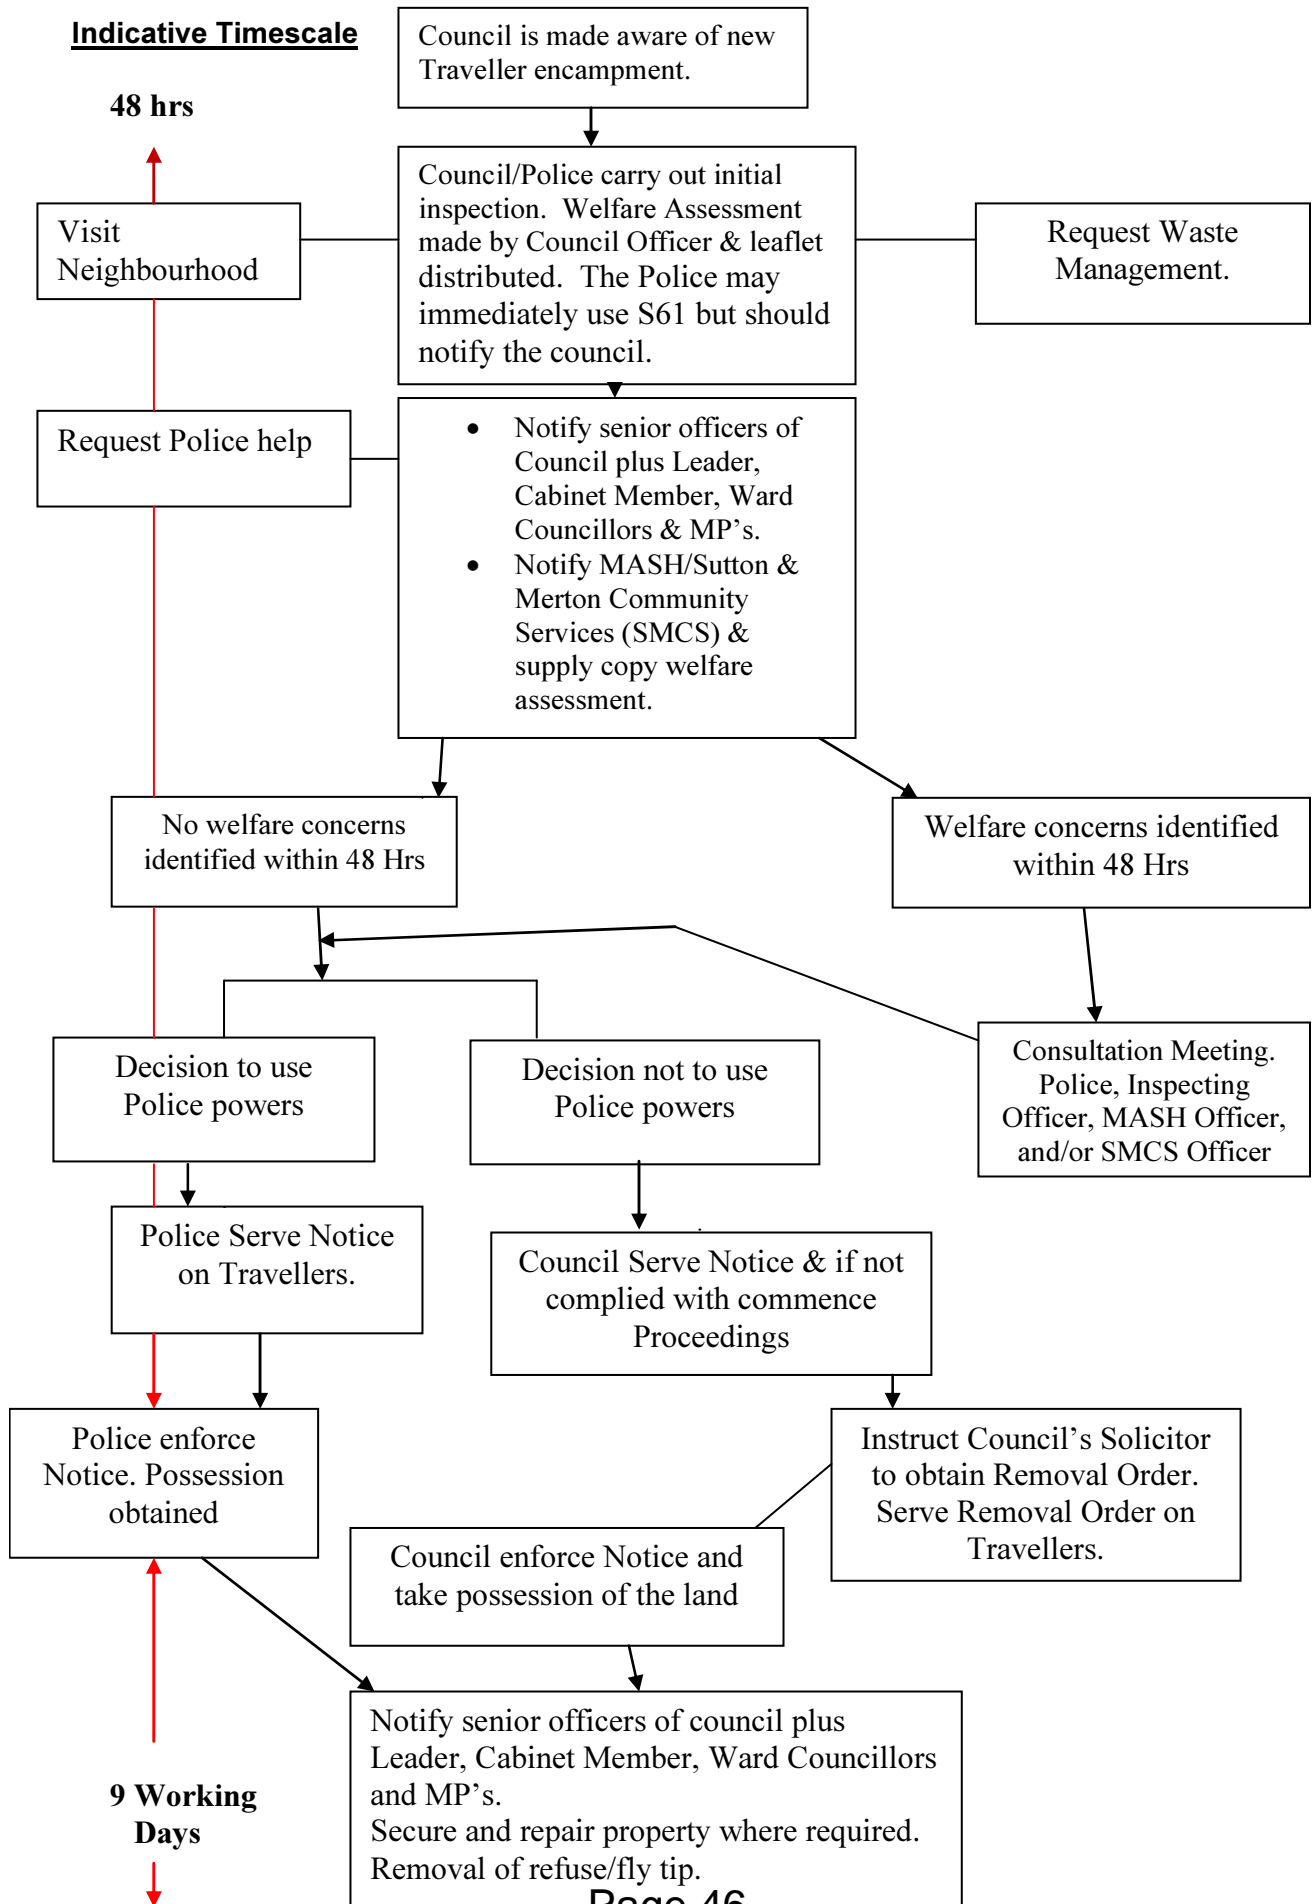 Indicative Timescale
Council is made aware of new
Traveller encampment.
48 hrs
Council/Police carry out initial
inspection.  Welfare Assessment
made by Council Officer & leaflet
distributed.  The Police may
immediately use S61 but should
notify the council.
Visit
Neighbourhood
Request Waste
Management.
Request Police help
• Notify senior officers of
Council plus Leader,
Cabinet Member, Ward
Councillors & MP’s.
• Notify MASH/Sutton &
Merton Community
Services (SMCS) &
supply copy welfare
assessment.
No welfare concerns
identified within 48 Hrs
Welfare concerns identified
within 48 Hrs
Decision to use
Police powers
Decision not to use
Police powers
Consultation Meeting.
Police, Inspecting
Officer, MASH Officer,
and/or SMCS Officer
Police Serve Notice
on Travellers.
Council Serve Notice & if not
complied with commence
Proceedings
Police enforce
Notice. Possession
obtained
Instruct Council’s Solicitor
to obtain Removal Order.
Serve Removal Order on
Travellers.
Council enforce Notice and
take possession of the land
Notify senior officers of council plus
Leader, Cabinet Member, Ward Councillors
and MP’s.
Secure and repair property where required.
Removal of refuse/fly tip.
9 Working
Days
Page 46